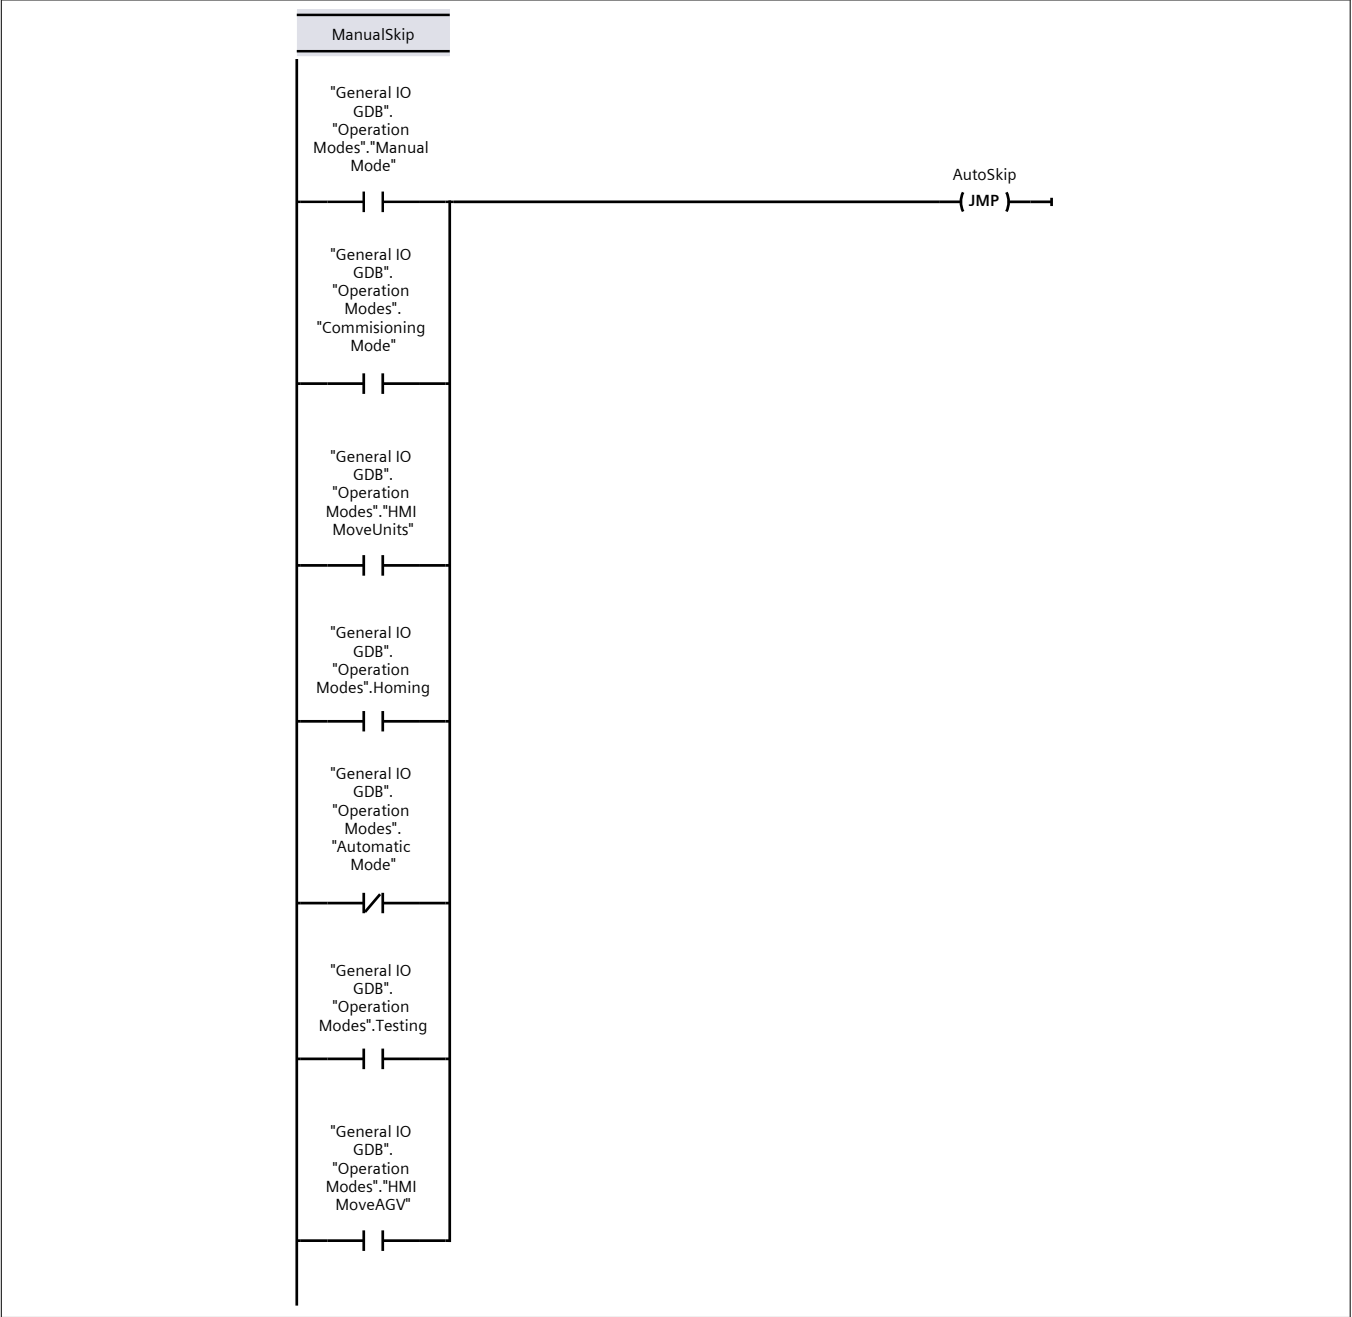 ManualSkip
"General IO
GDB".
"Operation
Modes"."Manual
Mode"
AutoSkip
JMP
"General IO
GDB".
"Operation
Modes".
"Commisioning
Mode"
"General IO
GDB".
"Operation
Modes"."HMI
MoveUnits"
"General IO
GDB".
"Operation
Modes".Homing
"General IO
GDB".
"Operation
Modes".
"Automatic
Mode"
"General IO
GDB".
"Operation
Modes".Testing
"General IO
GDB".
"Operation
Modes"."HMI
MoveAGV"